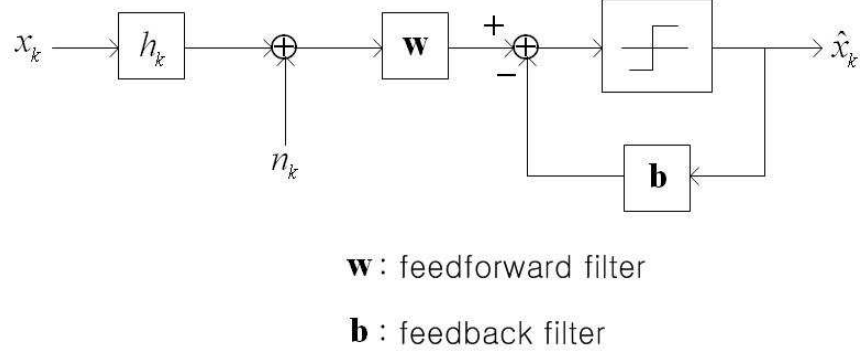 x_k
h_k
w
+
−
x̂_k
n_k
b
w : feedforward filter
b : feedback filter